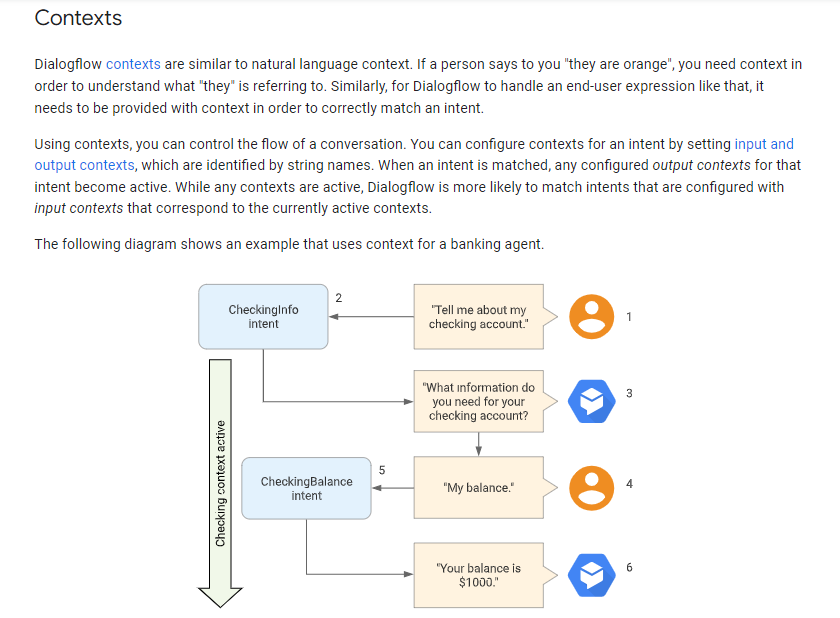 Contexts
Dialogflow contexts are similar to natural language context. If a person says to you "they are orange", you need context in
order to understand what "they" is referring to. Similarly, for Dialogflow to handle an end-user expression like that, it
needs to be provided with context in order to correctly match an intent.
Using contexts, you can control the flow of a conversation. You can configure contexts for an intent by setting input and
output contexts, which are identified by string names. When an intent is matched, any configured output contexts for that
intent become active. While any contexts are active, Dialogflow is more likely to match intents that are configured with
input contexts that correspond to the currently active contexts.
The following diagram shows an example that uses context for a banking agent.
CheckingInfo
intent
2
"Tell me about my
checking account."
1
"What information do
you need for your
checking account?
3
Checking context active
CheckingBalance
intent
5
"My balance."
4
"Your balance is
$1000."
6